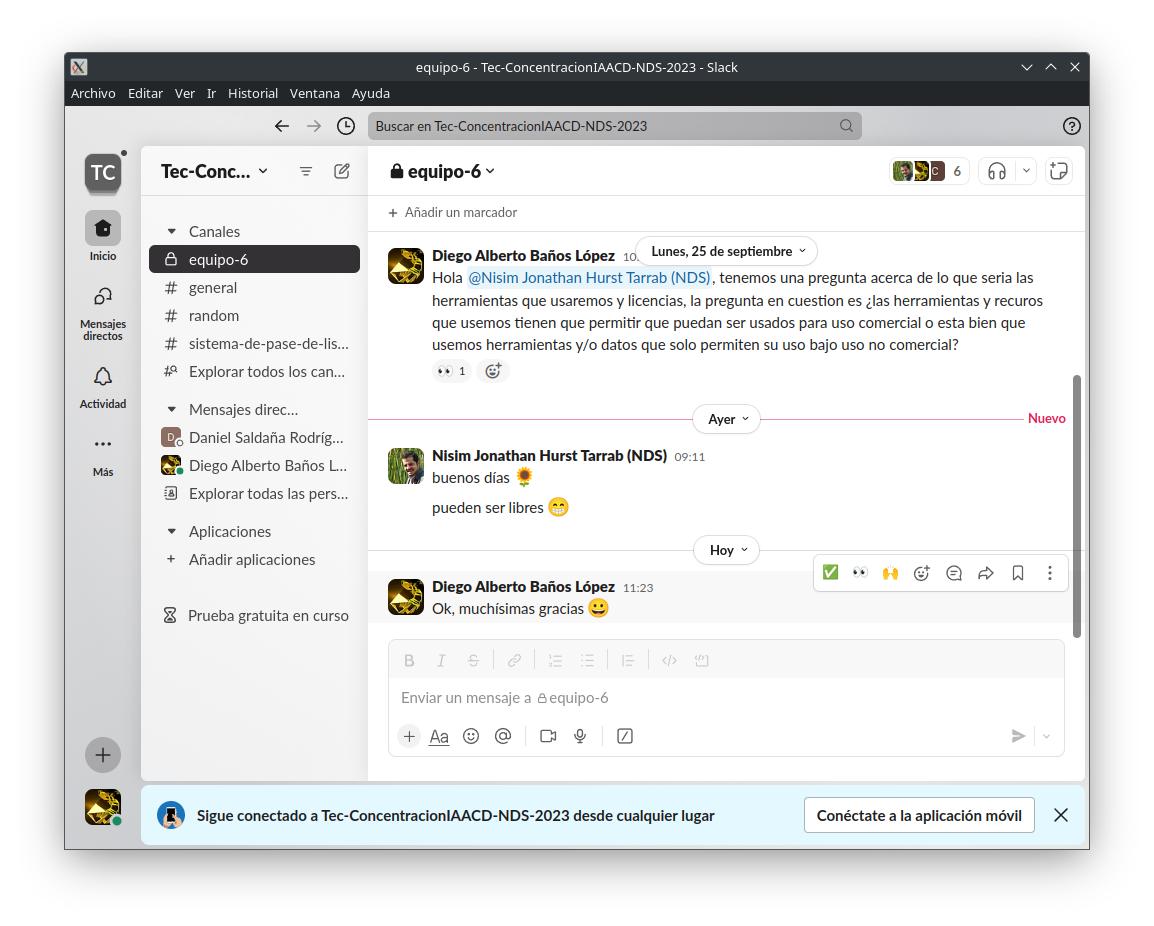 equipo-6 - Tec-ConcentracionIAACD-NDS-2023 - Slack
Archivo Editar Ver Ir Historial Ventana Ayuda
Buscar en Tec-ConcentracionIAACD-NDS-2023
TC
Inicio
Mensajes
directos
Actividad
Más
Tec-Conc...
Canales
equipo-6
general
random
sistema-de-pase-de-lis...
Explorar todos los can...
Mensajes direc...
D Daniel Saldaña Rodríg...
Diego Alberto Baños L...
Explorar todas las pers...
Aplicaciones
+ Añadir aplicaciones
Prueba gratuita en curso
equipo-6
C 6
+ Añadir un marcador
Lunes, 25 de septiembre
Diego Alberto Baños López 10:
Hola @Nisim Jonathan Hurst Tarrab (NDS), tenemos una pregunta acerca de lo que seria las
herramientas que usaremos y licencias, la pregunta en cuestion es ¿las herramientas y recuros
que usemos tienen que permitir que puedan ser usados para uso comercial o esta bien que
usemos herramientas y/o datos que solo permiten su uso bajo uso no comercial?
👀 1
Ayer
Nuevo
Nisim Jonathan Hurst Tarrab (NDS) 09:11
buenos días 🌻
pueden ser libres 😁
Hoy
Diego Alberto Baños López 11:23
Ok, muchísimas gracias 😀
B I S
Enviar un mensaje a equipo-6
+ Aa @
Sigue conectado a Tec-ConcentracionIAACD-NDS-2023 desde cualquier lugar
Conéctate a la aplicación móvil